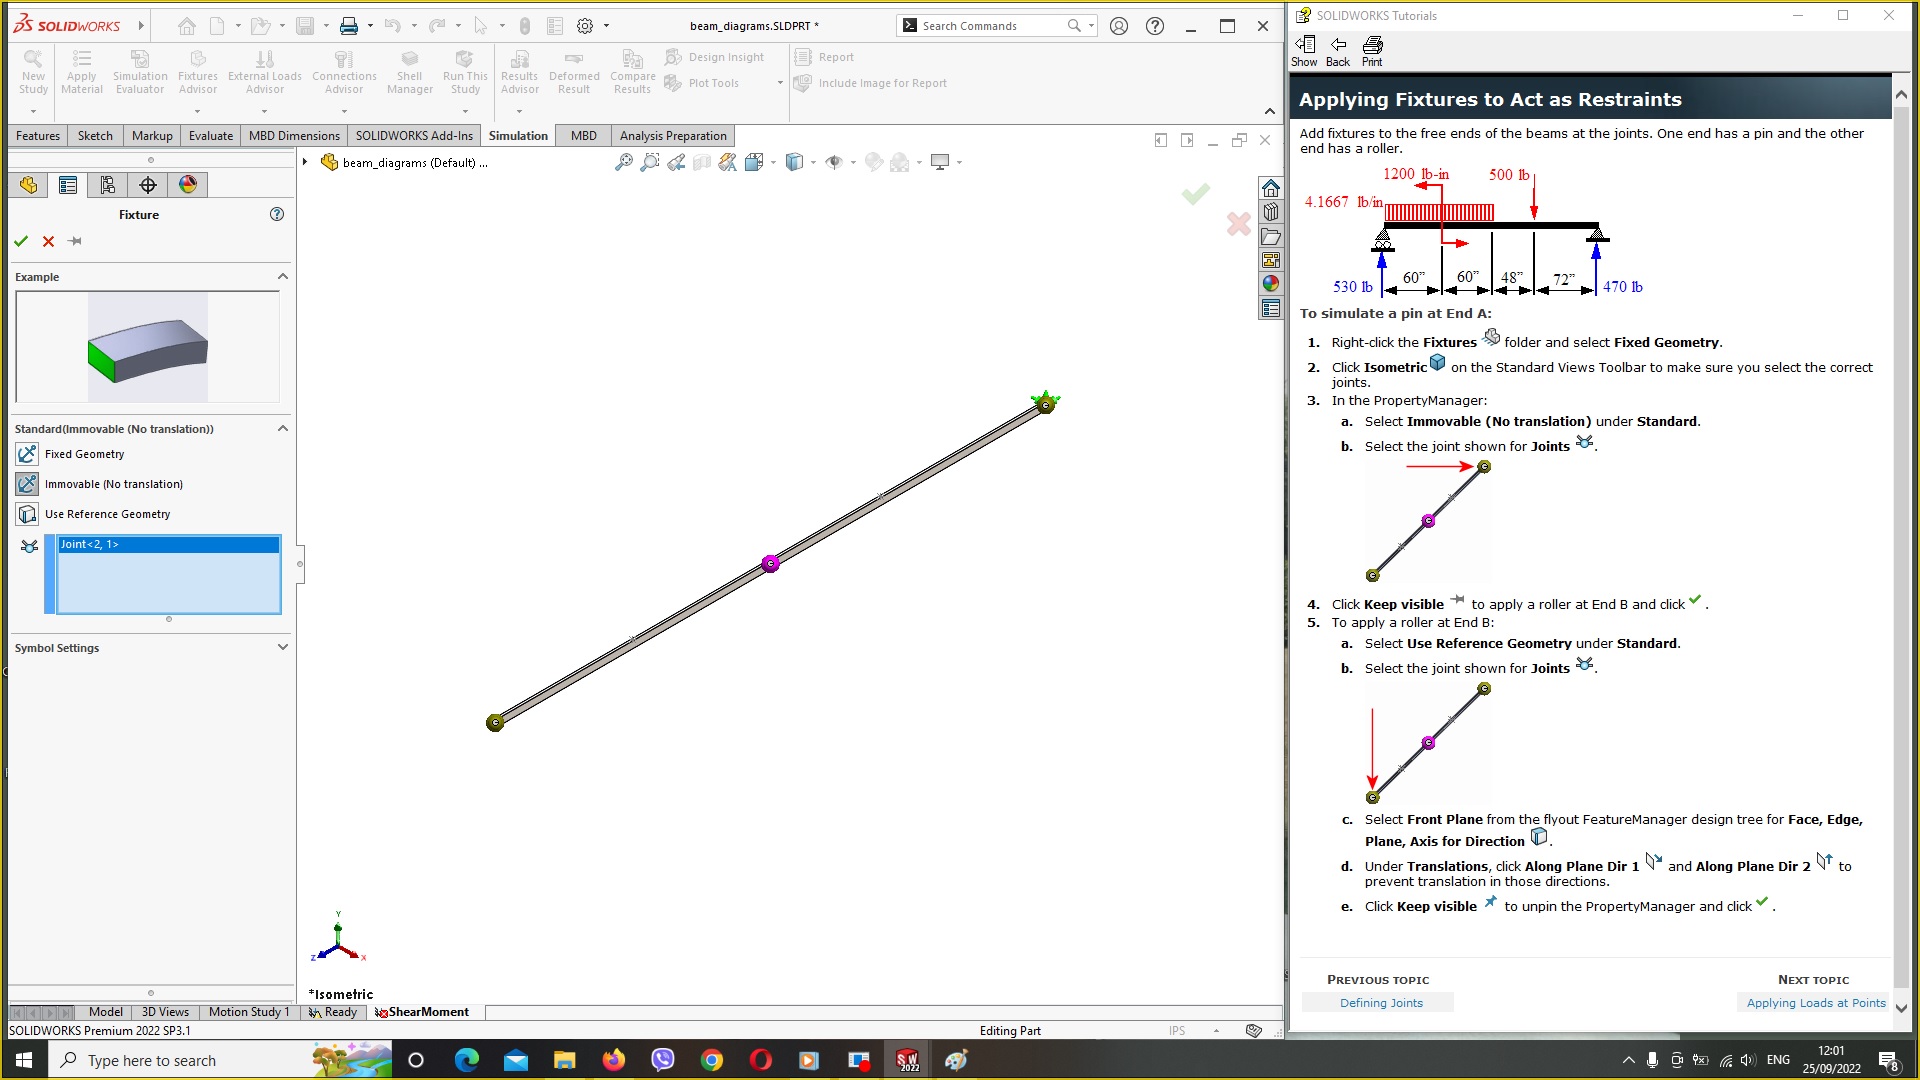 SOLIDWORKS
beam_diagrams.SLDPRT *
Search Commands
New Study
Apply Material
Simulation Evaluator
Fixtures Advisor
External Loads Advisor
Connections Advisor
Shell Manager
Run This Study
Results Advisor
Deformed Result
Compare Results
Design Insight
Plot Tools
Report
Include Image for Report
Features
Sketch
Markup
Evaluate
MBD Dimensions
SOLIDWORKS Add-Ins
Simulation
MBD
Analysis Preparation
beam_diagrams (Default) ...
Fixture
Example
Standard(Immovable (No translation))
Fixed Geometry
Immovable (No translation)
Use Reference Geometry
Joint<2, 1>
Symbol Settings
Y
Z
X
*Isometric
Model
3D Views
Motion Study 1
Ready
ShearMoment
SOLIDWORKS Premium 2022 SP3.1
Editing Part
IPS
SOLIDWORKS Tutorials
Show
Back
Print
Applying Fixtures to Act as Restraints
Add fixtures to the free ends of the beams at the joints. One end has a pin and the other
end has a roller.
1200 lb-in
500 lb
4.1667 lb/in
60”
60”
48”
72”
530 lb
470 lb
To simulate a pin at End A:
1. Right-click the Fixtures folder and select Fixed Geometry.
2. Click Isometric on the Standard Views Toolbar to make sure you select the correct
joints.
3. In the PropertyManager:
a. Select Immovable (No translation) under Standard.
b. Select the joint shown for Joints .
4. Click Keep visible to apply a roller at End B and click .
5. To apply a roller at End B:
a. Select Use Reference Geometry under Standard.
b. Select the joint shown for Joints .
c. Select Front Plane from the flyout FeatureManager design tree for Face, Edge,
Plane, Axis for Direction .
d. Under Translations, click Along Plane Dir 1 and Along Plane Dir 2 to
prevent translation in those directions.
e. Click Keep visible to unpin the PropertyManager and click .
PREVIOUS TOPIC
Defining Joints
NEXT TOPIC
Applying Loads at Points
Type here to search
SW
2022
ENG
12:01
25/09/2022
8